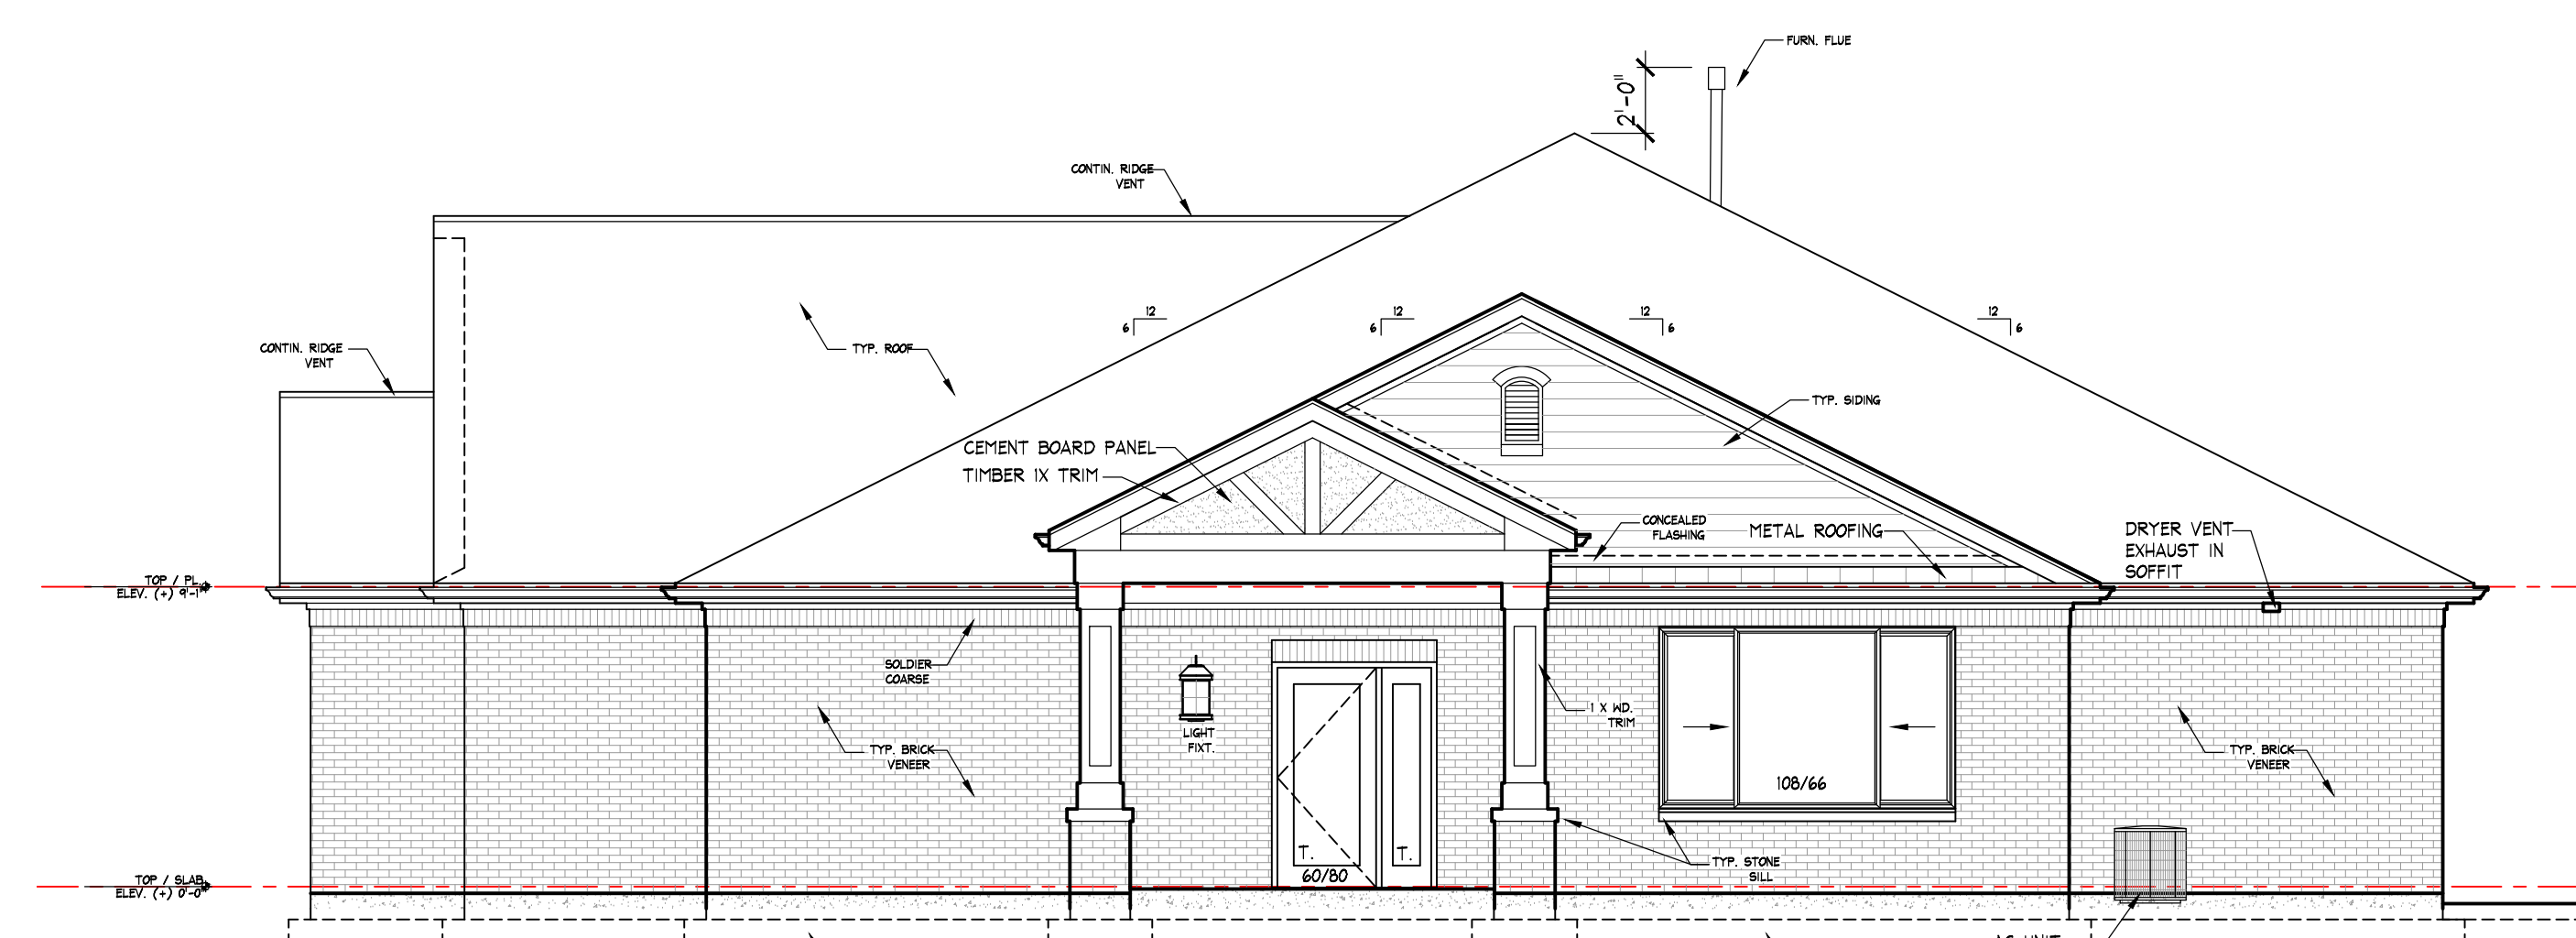 FURN. FLUE
2'-0"
CONTIN. RIDGE
VENT
12
6
12
6
12
6
12
6
CONTIN. RIDGE
VENT
TYP. ROOF
TYP. SIDING
CEMENT BOARD PANEL
TIMBER 1X TRIM
CONCEALED
FLASHING
METAL ROOFING
DRYER VENT
EXHAUST IN
SOFFIT
TOP / PL.
ELEV. (+) 9'-1"
SOLDIER
COARSE
1 X WD.
TRIM
LIGHT
FIXT.
TYP. BRICK
VENEER
TYP. BRICK
VENEER
108/66
T.
T.
60/80
TYP. STONE
SILL
TOP / SLAB
ELEV. (+) 0'-0"